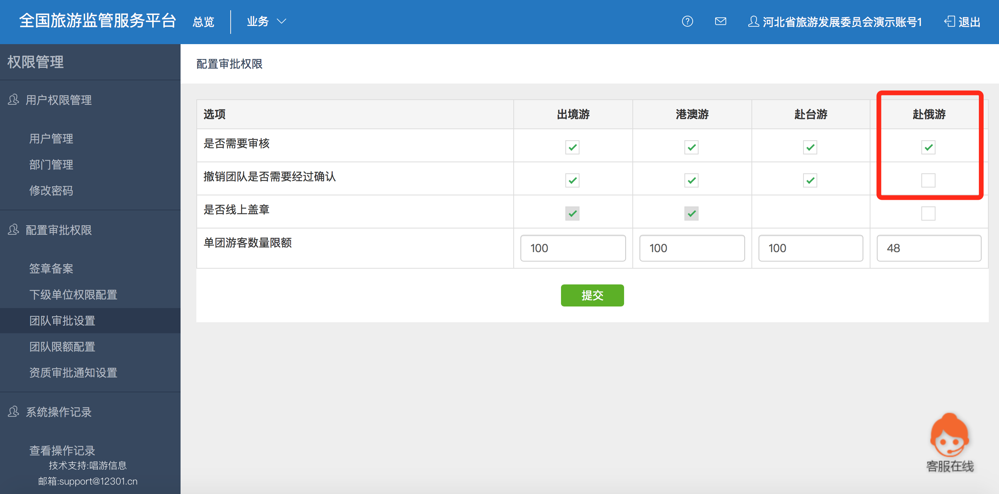 全国旅游监管服务平台 总览 业务 河北省旅游发展委员会演示账号1 退出
权限管理
用户权限管理
用户管理
部门管理
修改密码
配置审批权限
签章备案
下级单位权限配置
团队审批设置
团队限额配置
资质审批通知设置
系统操作记录
查看操作记录
技术支持:唱游信息
邮箱:support@12301.cn
配置审批权限
选项 出境游 港澳游 赴台游 赴俄游
是否需要审核
撤销团队是否需要经过确认
是否线上盖章
单团游客数量限额 100 100 100 48
提交
客服在线